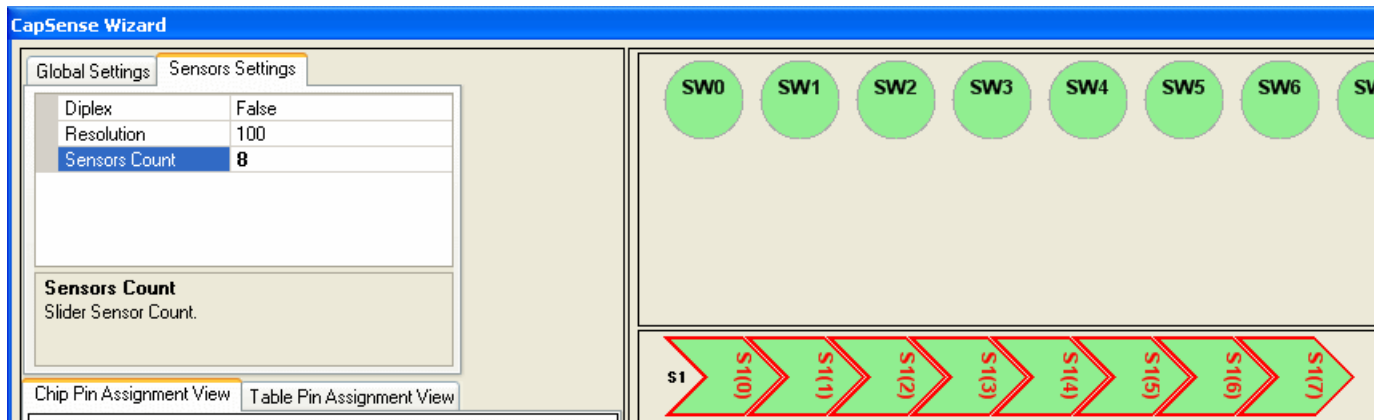 CapSense Wizard
Global Settings Sensors Settings
Diplex False
Resolution 100
Sensors Count 8
Sensors Count
Slider Sensor Count.
Chip Pin Assignment View Table Pin Assignment View
SW0 SW1 SW2 SW3 SW4 SW5 SW6
S1 S1(0) S1(1) S1(2) S1(3) S1(4) S1(5) S1(6) S1(7)